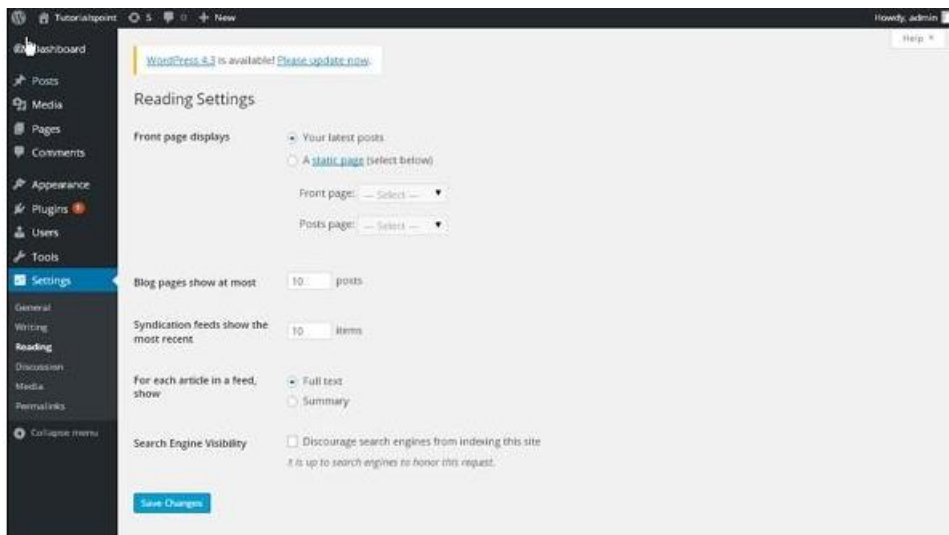 Tutorialspoint 5 0 + New
Howdy, admin
Help ▼
Dashboard
Posts
Media
Pages
Comments
Appearance
Plugins 1
Users
Tools
Settings
General
Writing
Reading
Discussion
Media
Permalinks
Collapse menu
WordPress 4.3 is available! Please update now.
Reading Settings
Front page displays
Your latest posts
A static page (select below)
Front page: — Select — ▼
Posts page: — Select — ▼
Blog pages show at most 10 posts
Syndication feeds show the
most recent
10 items
For each article in a feed,
show
Full text
Summary
Search Engine Visibility
Discourage search engines from indexing this site
It is up to search engines to honor this request.
Save Changes